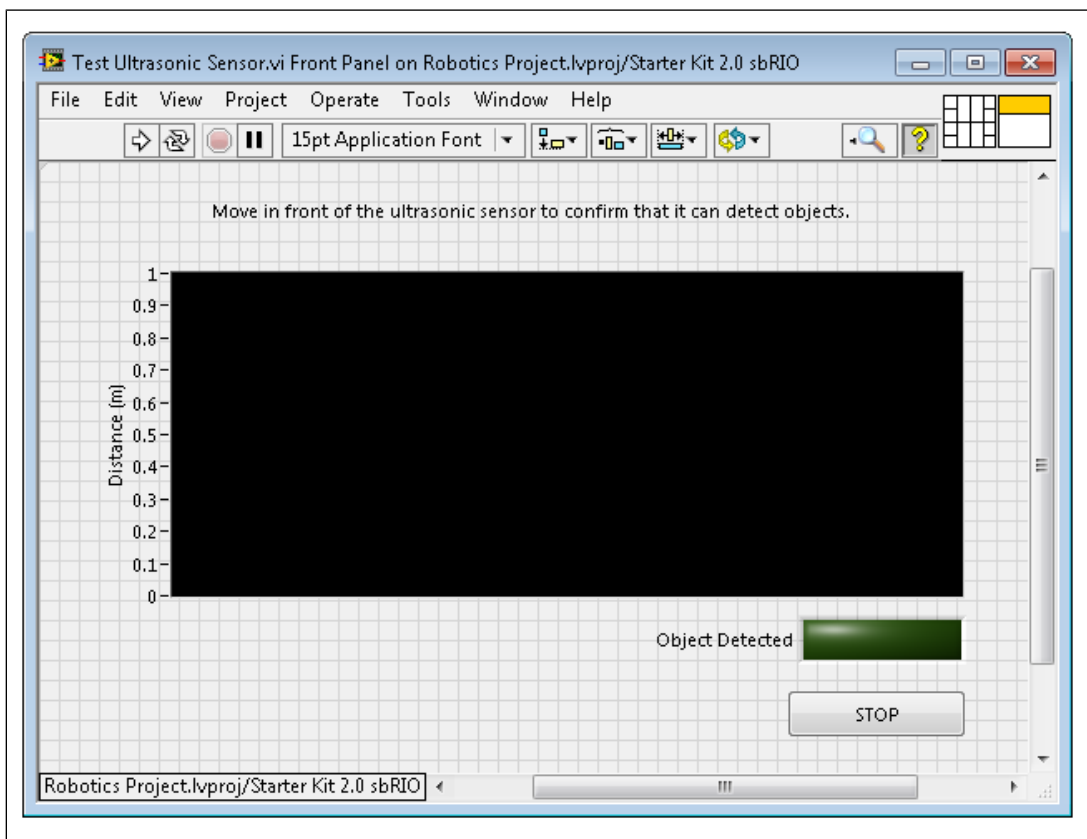 Test Ultrasonic Sensor.vi Front Panel on Robotics Project.lvproj/Starter Kit 2.0 sbRIO
File Edit View Project Operate Tools Window Help
15pt Application Font
Move in front of the ultrasonic sensor to confirm that it can detect objects.
1
0.9
0.8
0.7
0.6
0.5
0.4
0.3
0.2
0.1
0
Distance (m)
Object Detected
STOP
Robotics Project.lvproj/Starter Kit 2.0 sbRIO